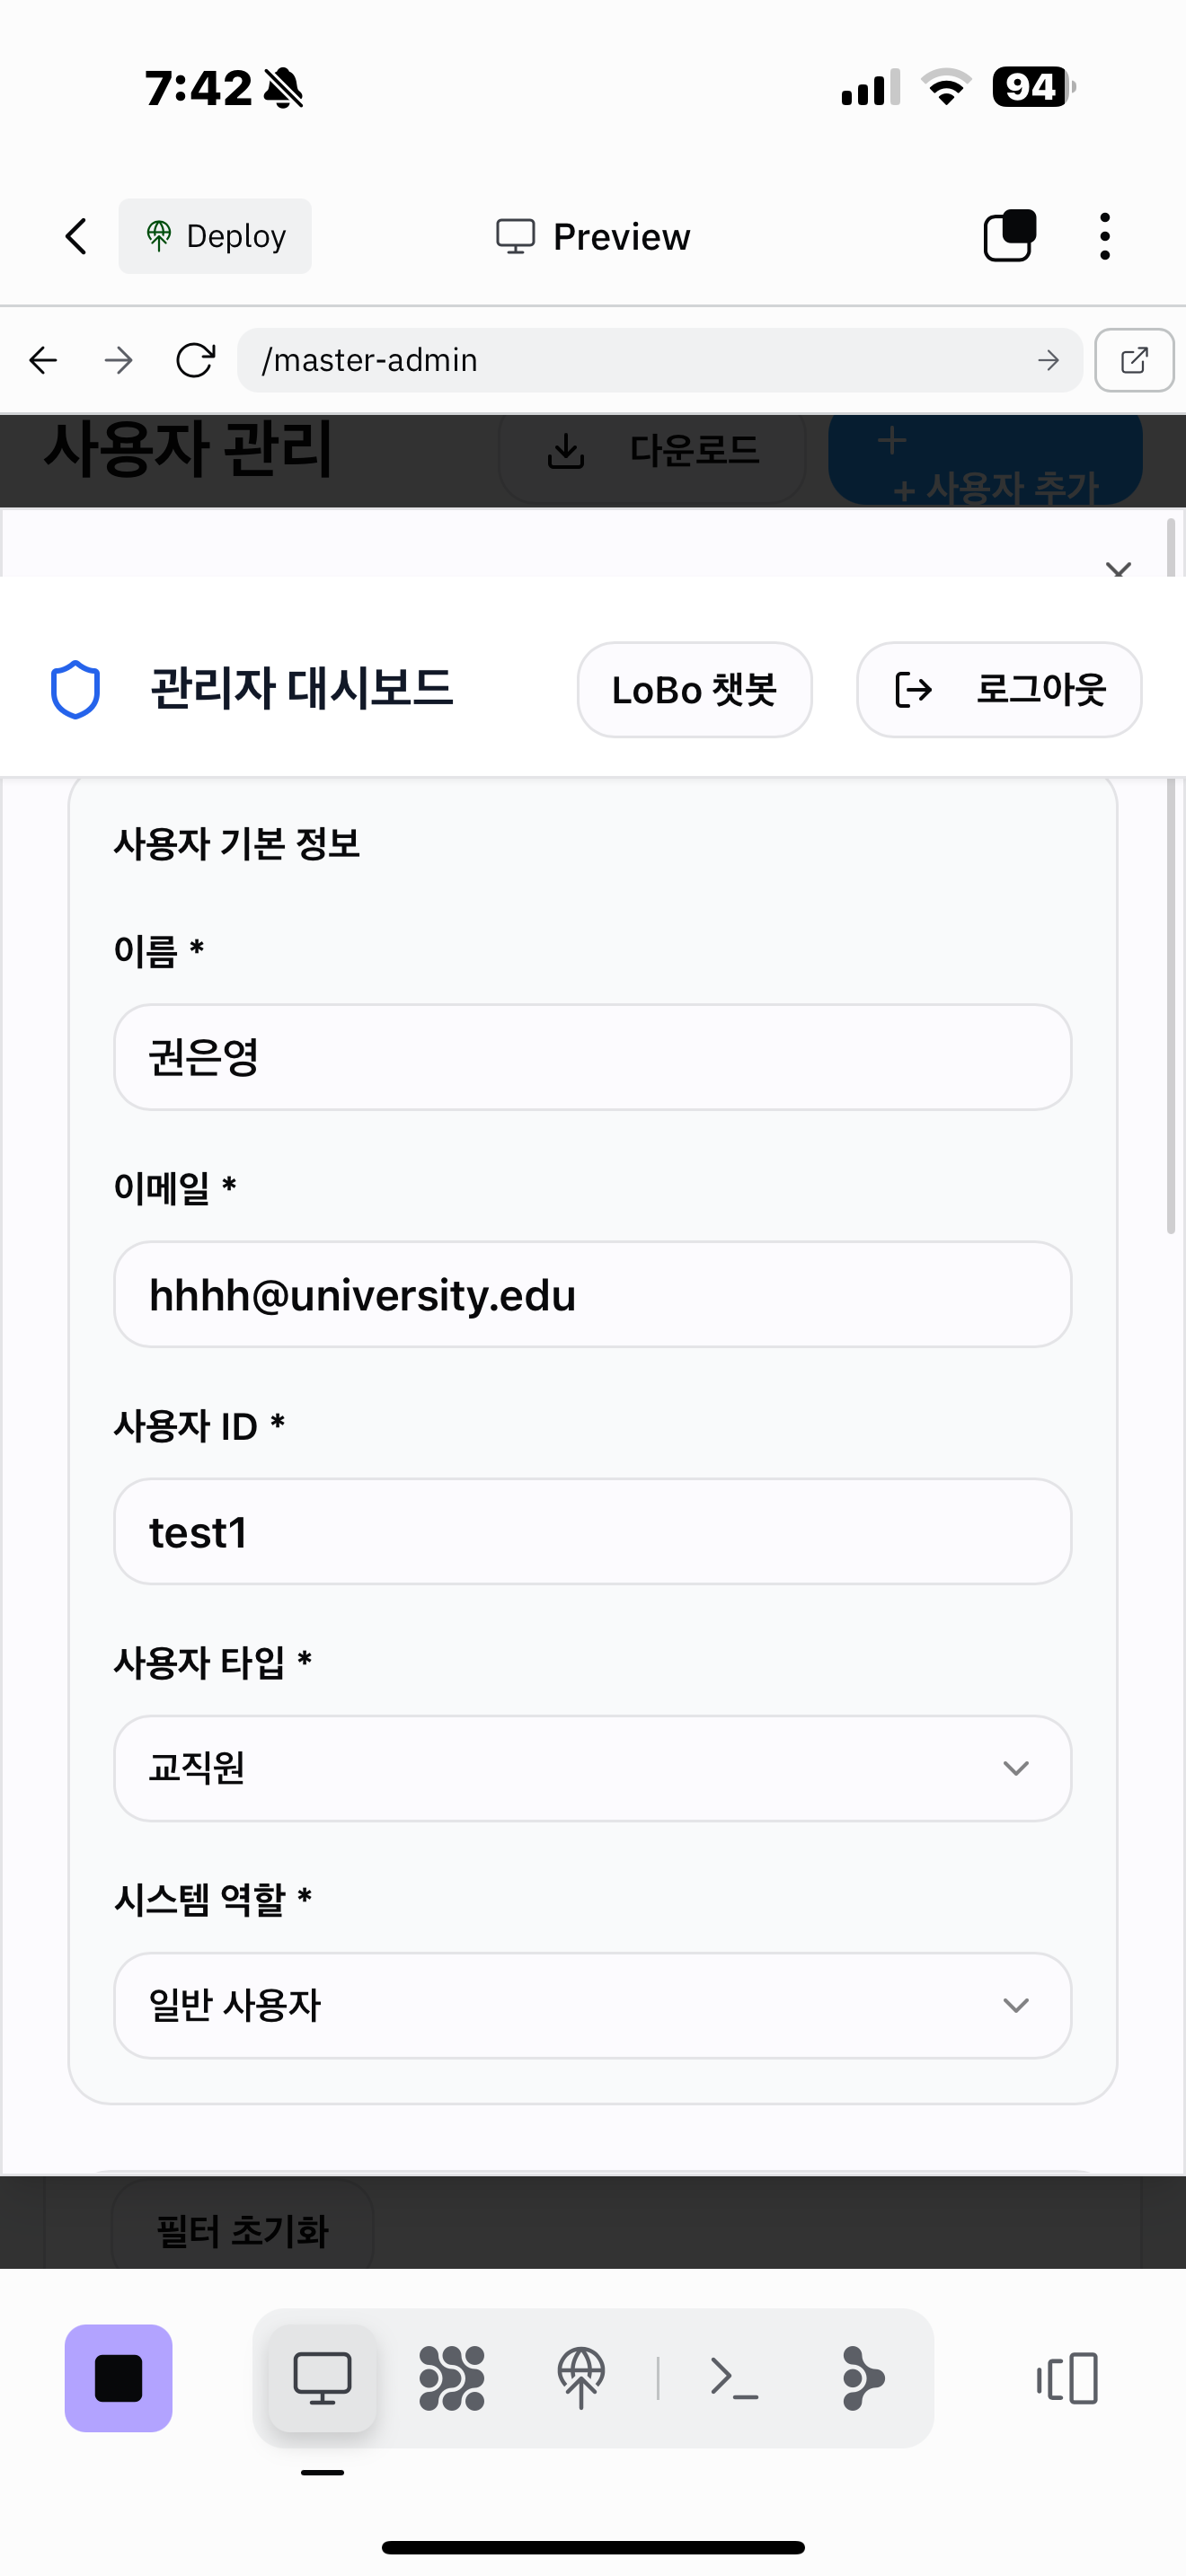 7:42
94
Deploy
Preview
/master-admin
사용자 관리
다운로드
+ 사용자 추가
관리자 대시보드
LoBo 챗봇
로그아웃
사용자 기본 정보
이름 *
권은영
이메일 *
hhhh@university.edu
사용자 ID *
test1
사용자 타입 *
교직원
시스템 역할 *
일반 사용자
필터 초기화